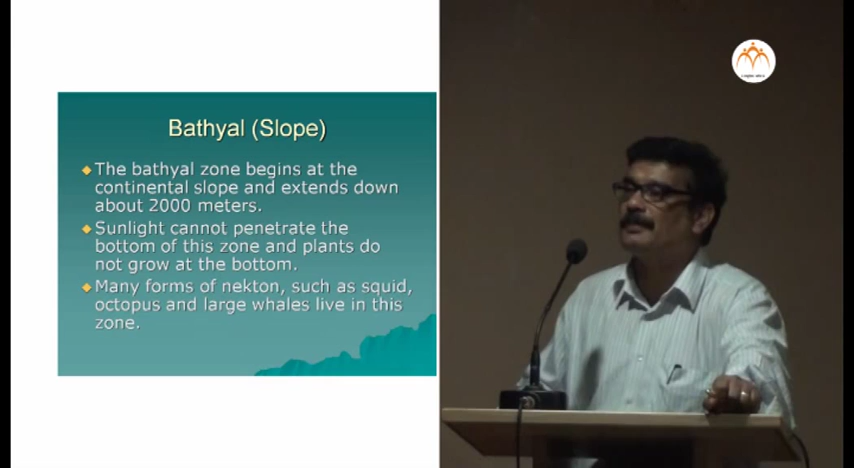 Bathyal (Slope)
The bathyal zone begins at the
continental slope and extends down
about 2000 meters.
Sunlight cannot penetrate the
bottom of this zone and plants do
not grow at the bottom.
Many forms of nekton, such as squid,
octopus and large whales live in this
zone.